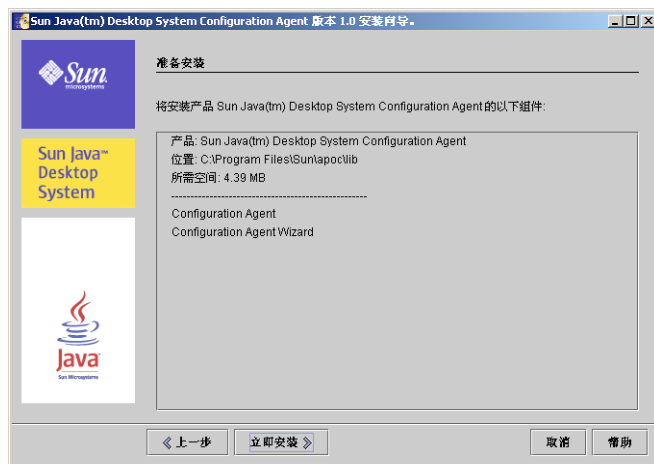 Sun Java(tm) Desktop System Configuration Agent 版本 1.0 安装向导。
Sun
microsystems
准备安装
将安装产品 Sun Java(tm) Desktop System Configuration Agent 的以下组件:
Sun Java™
Desktop
System
产品: Sun Java(tm) Desktop System Configuration Agent
位置: C:\Program Files\Sun\apoc\lib
所需空间: 4.39 MB
---------------------------------------------------
Configuration Agent
Configuration Agent Wizard
Java
Sun Microsystems
上一步
立即安装
取消
帮助